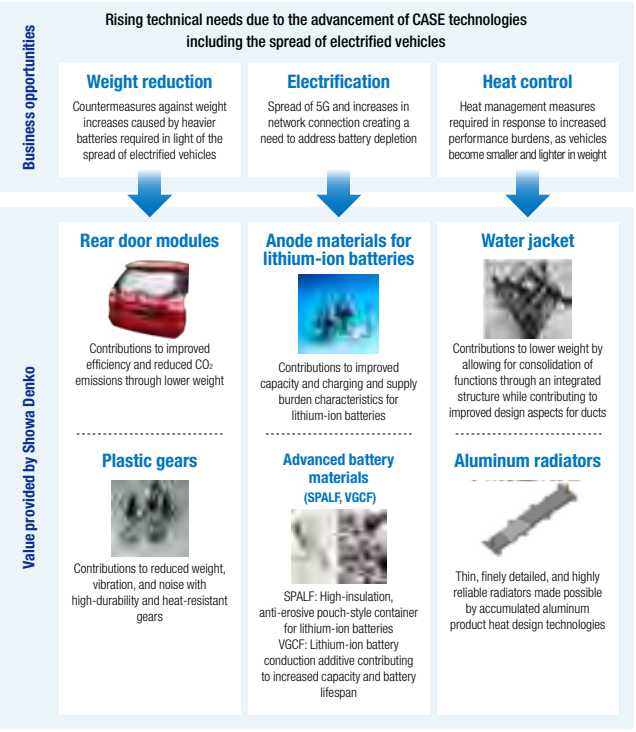 Rising technical needs due to the advancement of CASE technologies
including the spread of electrified vehicles
Business opportunities
Weight reduction
Countermeasures against weight
increases caused by heavier
batteries required in light of the
spread of electrified vehicles
Electrification
Spread of 5G and increases in
network connection creating a
need to address battery depletion
Heat control
Heat management measures
required in response to increased
performance burdens, as vehicles
become smaller and lighter in weight
Value provided by Showa Denko
Rear door modules
Contributions to improved
efficiency and reduced CO₂
emissions through lower weight
Plastic gears
Contributions to reduced weight,
vibration, and noise with
high-durability and heat-resistant
gears
Anode materials for
lithium-ion batteries
Contributions to improved
capacity and charging and supply
burden characteristics for
lithium-ion batteries
Advanced battery
materials
(SPALF, VGCF)
SPALF: High-insulation,
anti-erosive pouch-style container
for lithium-ion batteries
VGCF: Lithium-ion battery
conduction additive contributing
to increased capacity and battery
lifespan
Water jacket
Contributions to lower weight by
allowing for consolidation of
functions through an integrated
structure while contributing to
improved design aspects for ducts
Aluminum radiators
Thin, finely detailed, and highly
reliable radiators made possible
by accumulated aluminum
product heat design technologies